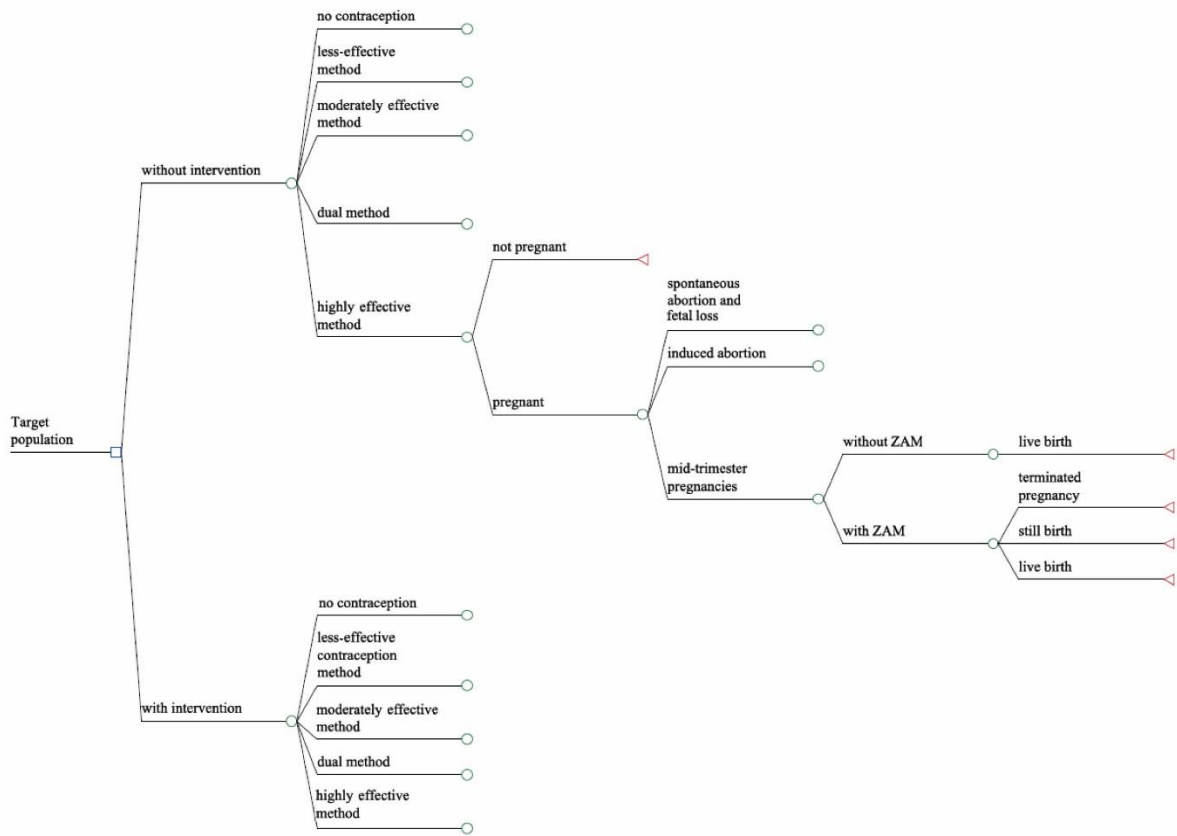 no contraception
less-effective
method
moderately effective
method
without intervention
dual method
not pregnant
highly effective
method
spontaneous
abortion and
fetal loss
induced abortion
pregnant
Target
population
mid-trimester
pregnancies
without ZAM
live birth
with ZAM
terminated
pregnancy
still birth
live birth
with intervention
no contraception
less-effective
contraception
method
moderately effective
method
dual method
highly effective
method